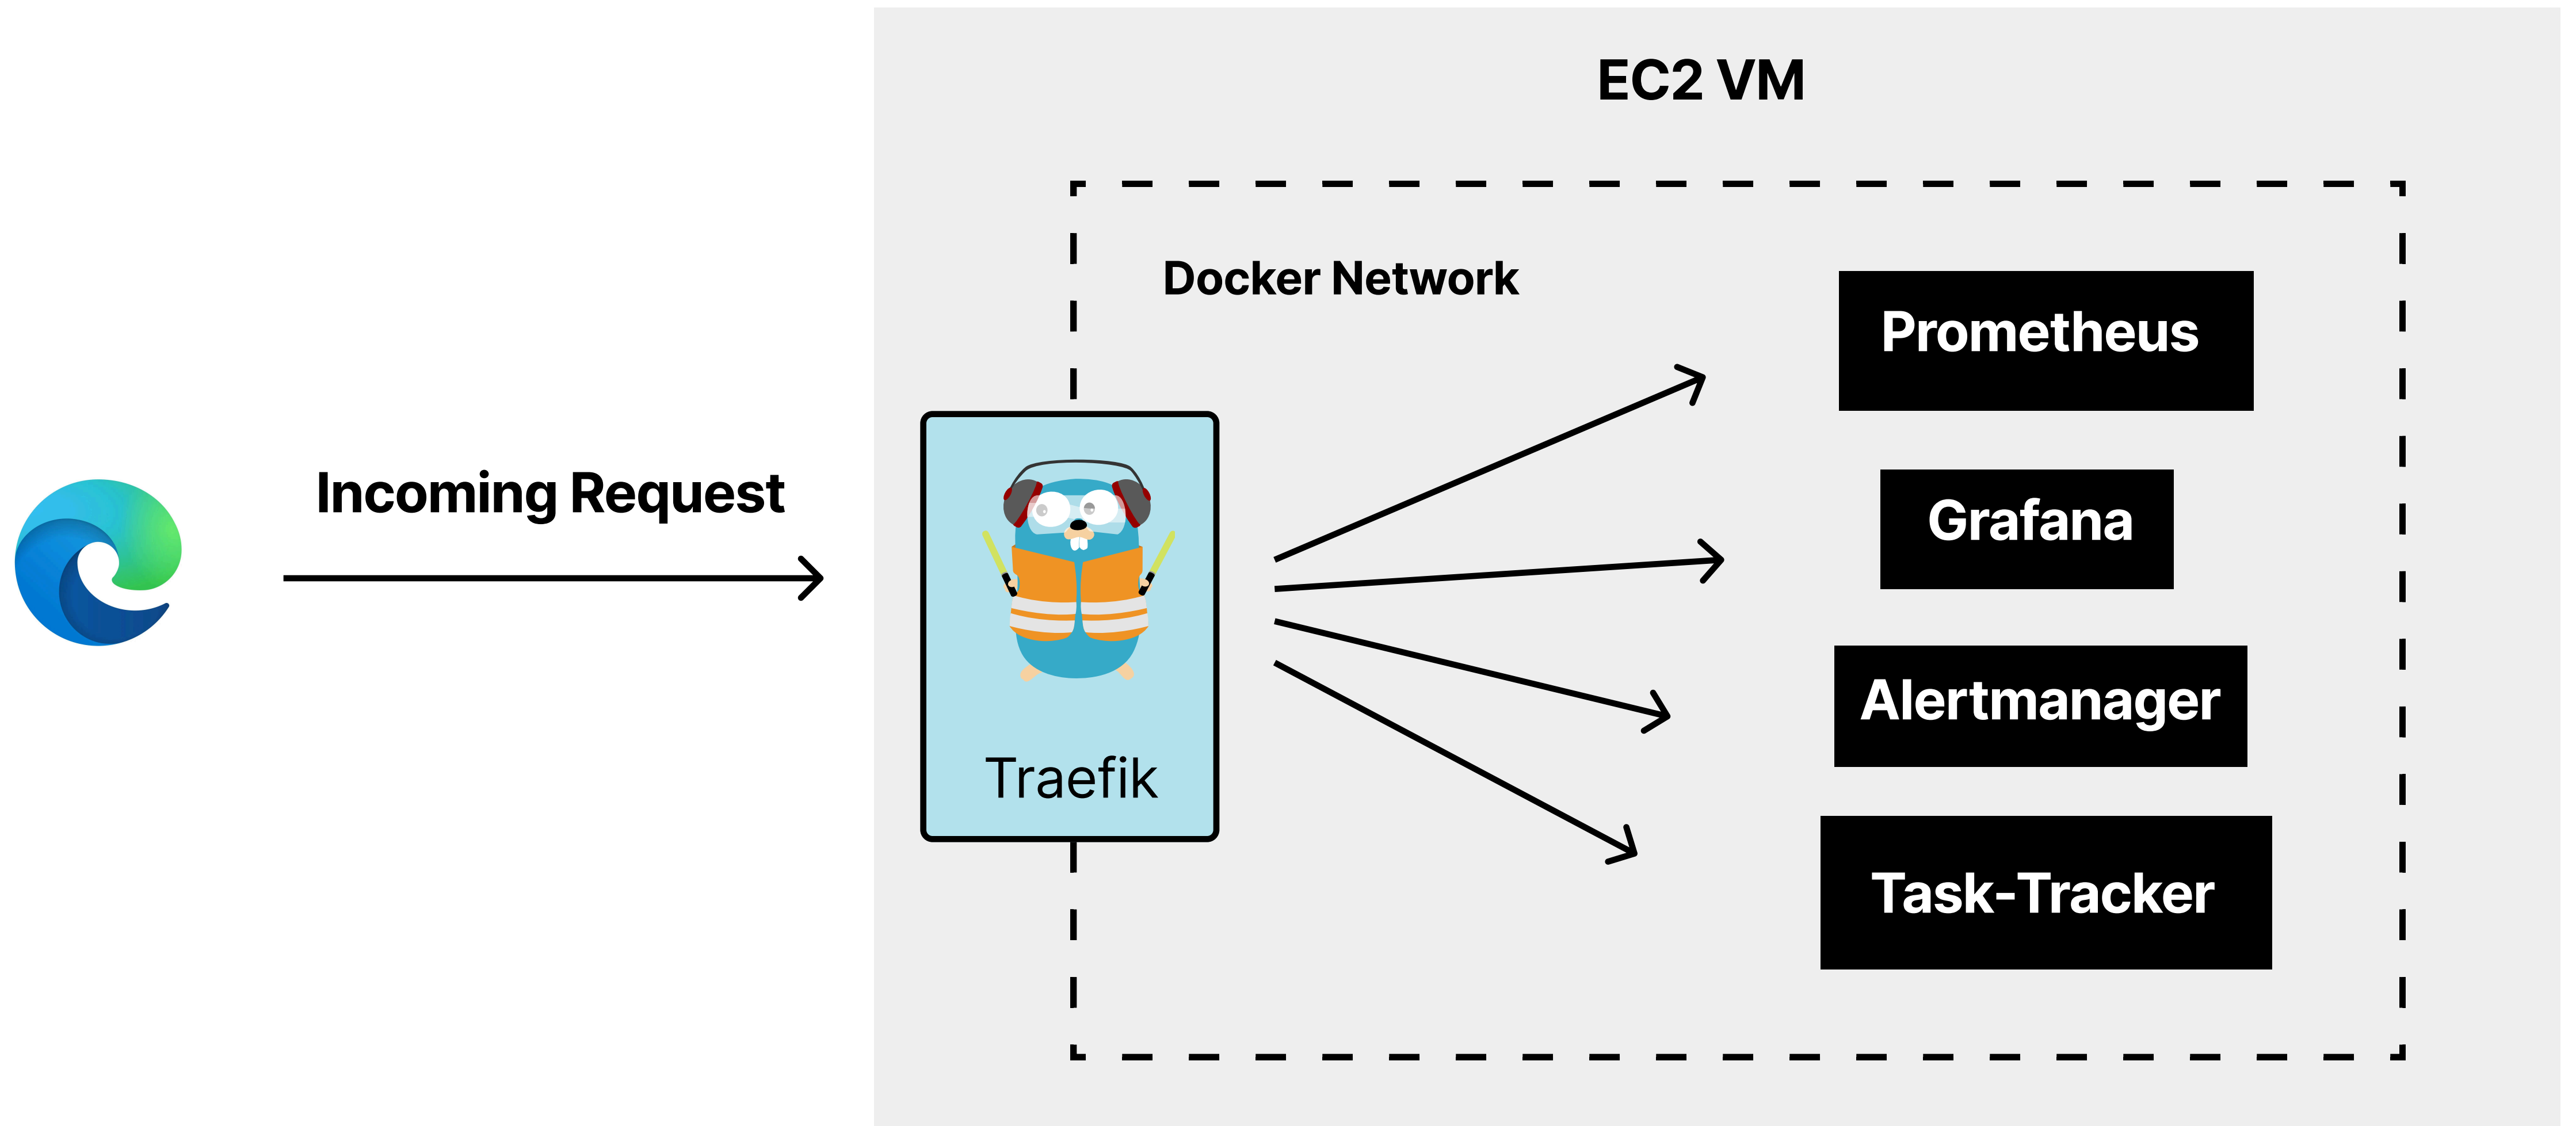 EC2 VM
Docker Network
Incoming Request
Traefik
Prometheus
Grafana
Alertmanager
Task-Tracker